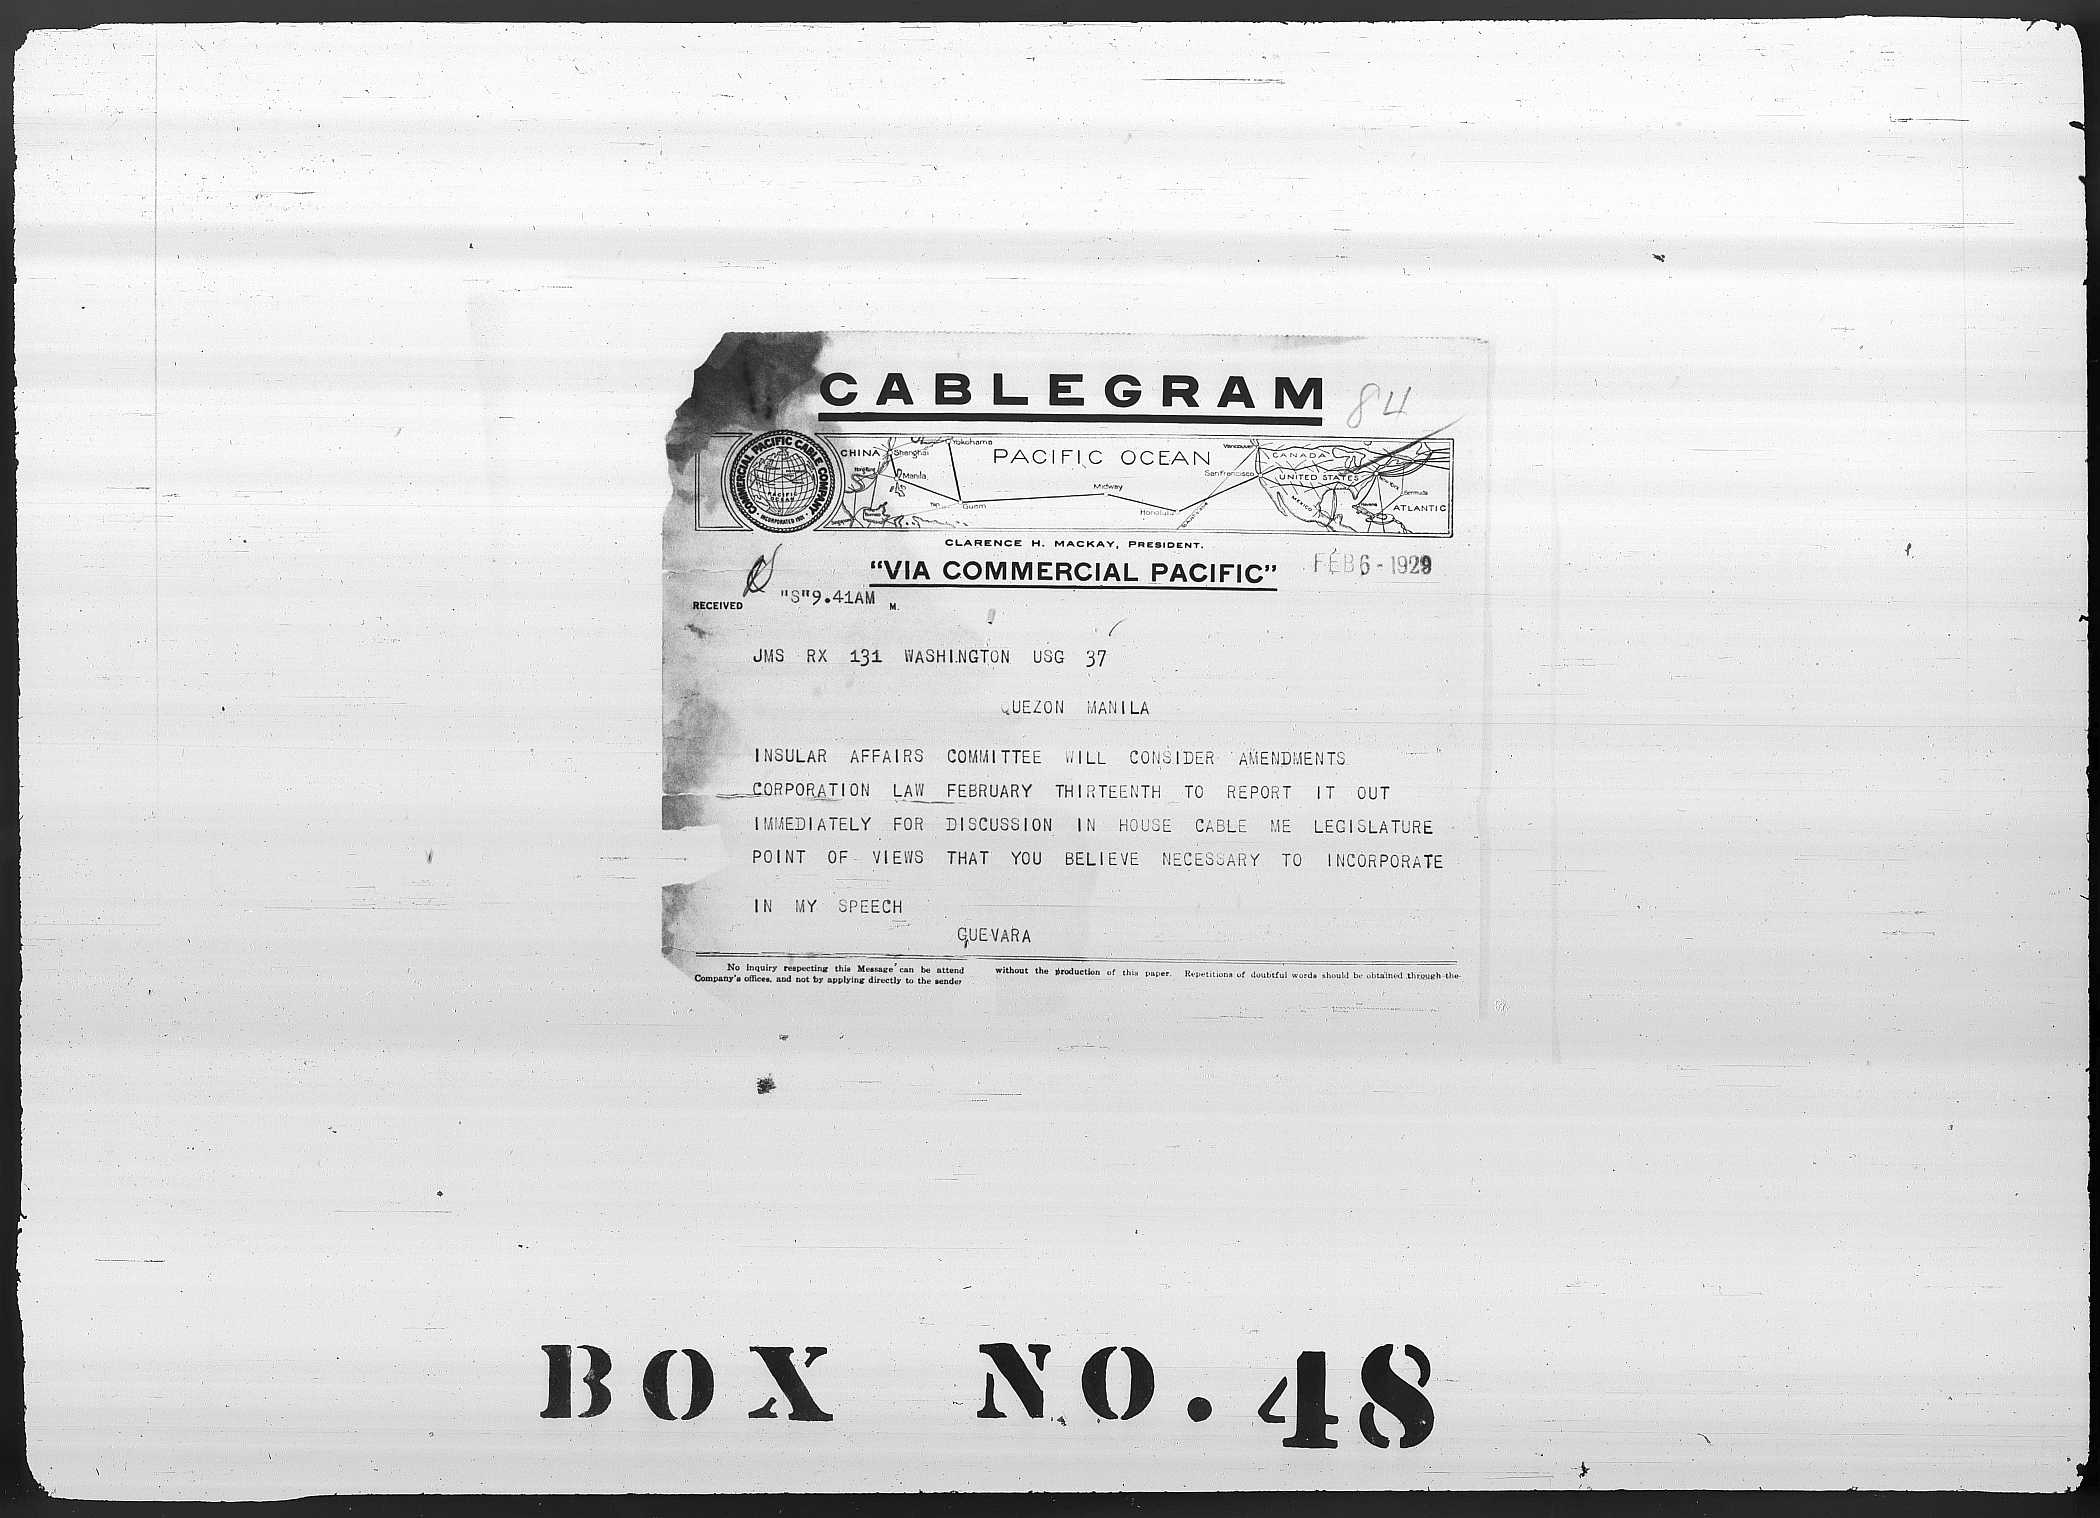 CABLEGRAM
84
COMMERCIAL PACIFIC CABLE COMPANY
PACIFIC OCEAN
INCORPORATED 1901
CHINA Shanghai Yokohama PACIFIC OCEAN Vancouver CANADA
Hong Kong Manila Midway San Francisco UNITED STATES
Guam Honolulu MEXICO Bermuda ATLANTIC
CLARENCE H. MACKAY, PRESIDENT.
"VIA COMMERCIAL PACIFIC"
FEB 6 - 1929
RECEIVED "S"9.41AM M.
JMS RX 131 WASHINGTON USG 37
QUEZON MANILA
INSULAR AFFAIRS COMMITTEE WILL CONSIDER AMENDMENTS
CORPORATION LAW FEBRUARY THIRTEENTH TO REPORT IT OUT
IMMEDIATELY FOR DISCUSSION IN HOUSE CABLE ME LEGISLATURE
POINT OF VIEWS THAT YOU BELIEVE NECESSARY TO INCORPORATE
IN MY SPEECH
GUEVARA
No inquiry respecting this Message can be attend without the production of this paper. Repetitions of doubtful words should be obtained through the
Company's offices, and not by applying directly to the sender
BOX NO. 48